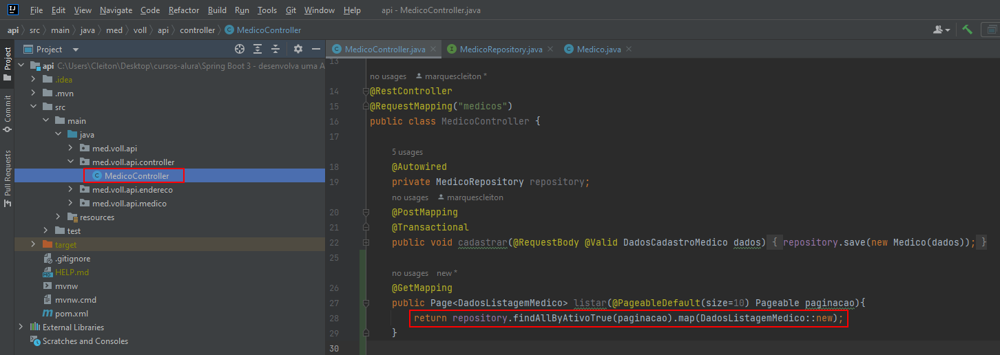 File Edit View Navigate Code Refactor Build Run Tools Git Window Help api - MedicoController.java
api src main java med voll api controller MedicoController
Project
MedicoController.java MedicoRepository.java Medico.java
Project
Commit
Pull Requests
api C:\Users\Cleiton\Desktop\cursos-alura\Spring Boot 3 - desenvolva uma A
.idea
.mvn
src
main
java
med.voll.api
med.voll.api.controller
MedicoController
med.voll.api.endereco
med.voll.api.medico
resources
test
target
.gitignore
HELP.md
mvnw
mvnw.cmd
pom.xml
External Libraries
Scratches and Consoles
13
no usages marquescleiton *
14 @RestController
15 @RequestMapping("medicos")
16 public class MedicoController {
17
5 usages
18 @Autowired
19 private MedicoRepository repository;
no usages marquescleiton
20 @PostMapping
21 @Transactional
22 public void cadastrar(@RequestBody @Valid DadosCadastroMedico dados) { repository.save(new Medico(dados)); }
25
no usages new *
26 @GetMapping
27 public Page<DadosListagemMedico> listar(@PageableDefault(size=10) Pageable paginacao){
28 return repository.findAllByAtivoTrue(paginacao).map(DadosListagemMedico::new);
29 }
30